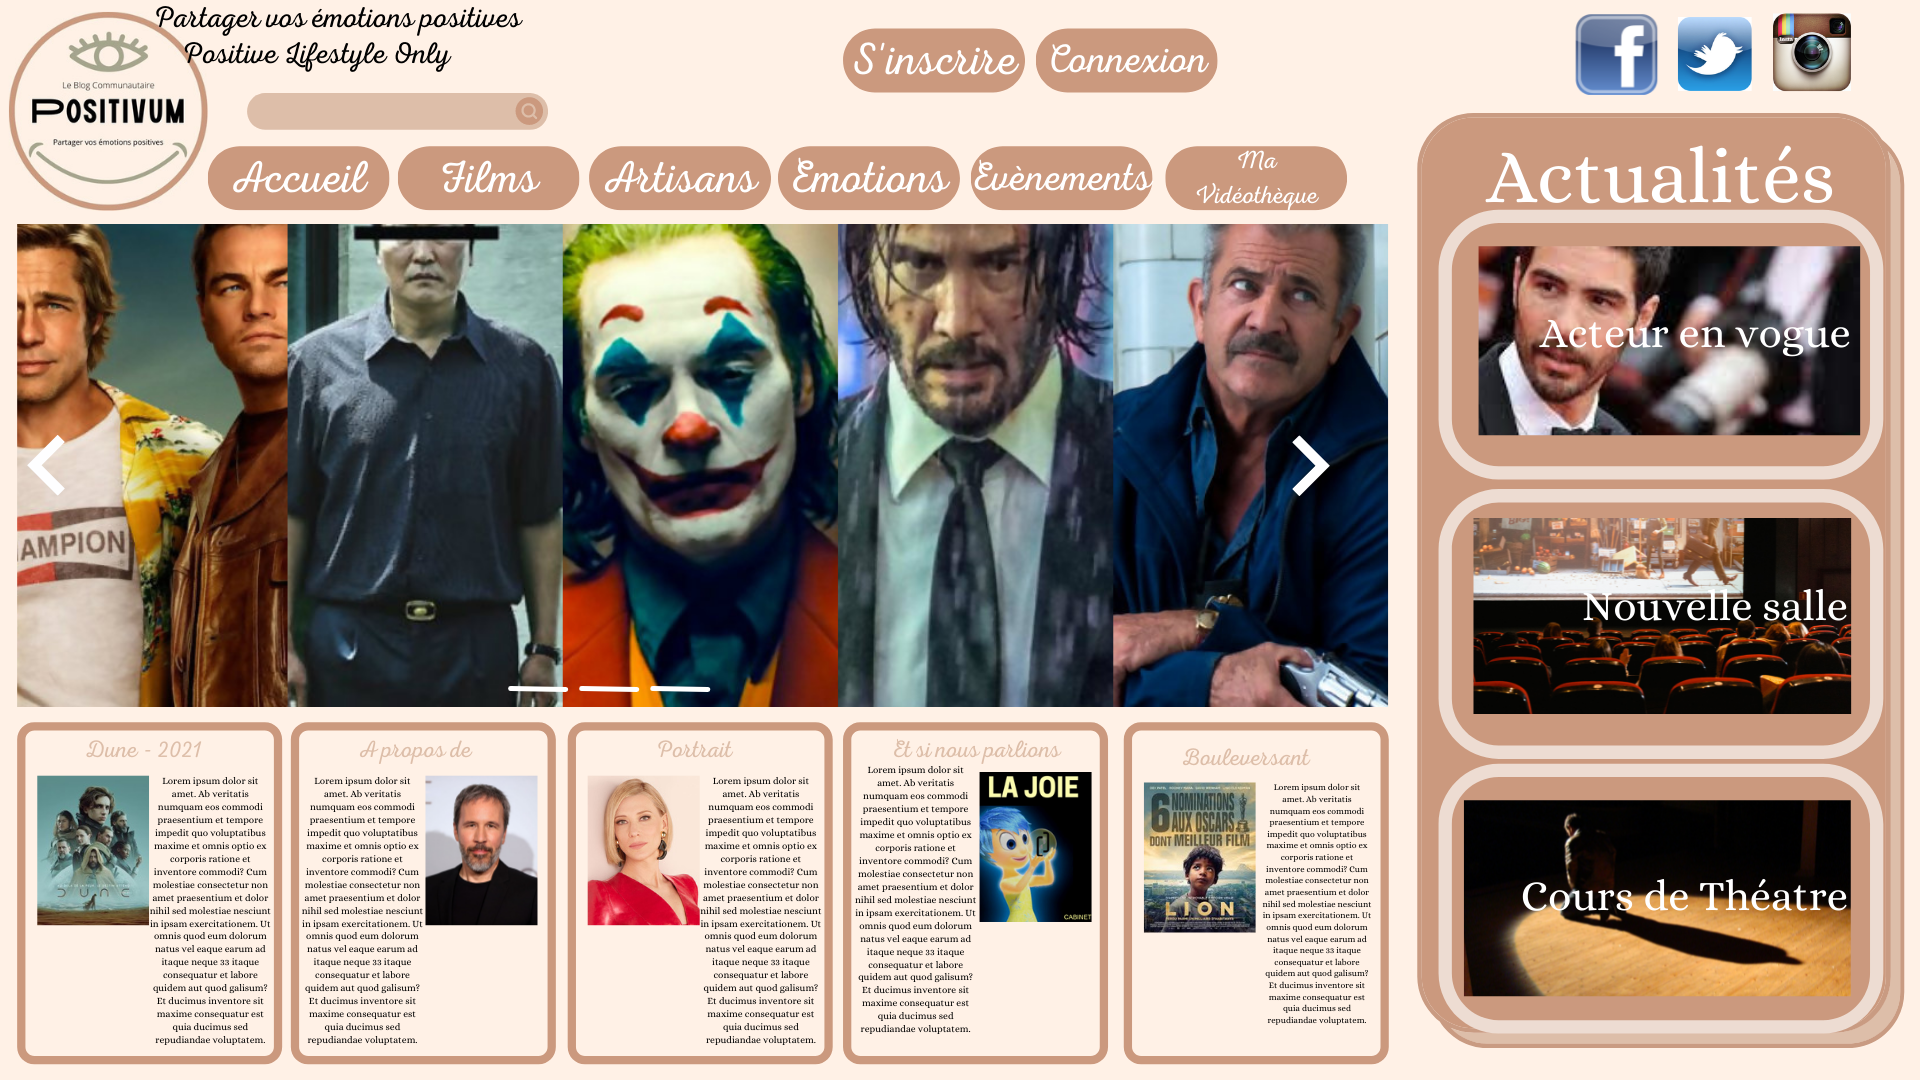 Partager vos émotions positives
Positive Lifestyle Only
Le Blog Communautaire
POSITIVUM
Partager vos émotions positives
S'inscrire
Connexion
Accueil
Films
Artisans
Emotions
Evènements
Ma
Vidéothèque
AMPION
Actualités
Acteur en vogue
Nouvelle salle
Cours de Théatre
Dune - 2021
Lorem ipsum dolor sit
amet. Ab veritatis
numquam eos commodi
praesentium et tempore
impedit quo voluptatibus
maxime et omnis optio ex
corporis ratione et
inventore commodi? Cum
molestiae consectetur non
amet praesentium et dolor
nihil sed molestiae nesciunt
in ipsam exercitationem. Ut
omnis quod eum dolorum
natus vel eaque earum ad
itaque neque 33 itaque
consequatur et labore
quidem aut quod galisum?
Et ducimus inventore sit
maxime consequatur est
quia ducimus sed
repudiandae voluptatem.
DUNC
A propos de
Lorem ipsum dolor sit
amet. Ab veritatis
numquam eos commodi
praesentium et tempore
impedit quo voluptatibus
maxime et omnis optio ex
corporis ratione et
inventore commodi? Cum
molestiae consectetur non
amet praesentium et dolor
nihil sed molestiae nesciunt
in ipsam exercitationem. Ut
omnis quod eum dolorum
natus vel eaque earum ad
itaque neque 33 itaque
consequatur et labore
quidem aut quod galisum?
Et ducimus inventore sit
maxime consequatur est
quia ducimus sed
repudiandae voluptatem.
Portrait
Lorem ipsum dolor sit
amet. Ab veritatis
numquam eos commodi
praesentium et tempore
impedit quo voluptatibus
maxime et omnis optio ex
corporis ratione et
inventore commodi? Cum
molestiae consectetur non
amet praesentium et dolor
nihil sed molestiae nesciunt
in ipsam exercitationem. Ut
omnis quod eum dolorum
natus vel eaque earum ad
itaque neque 33 itaque
consequatur et labore
quidem aut quod galisum?
Et ducimus inventore sit
maxime consequatur est
quia ducimus sed
repudiandae voluptatem.
Et si nous parlions
Lorem ipsum dolor sit
amet. Ab veritatis
numquam eos commodi
praesentium et tempore
impedit quo voluptatibus
maxime et omnis optio ex
corporis ratione et
inventore commodi? Cum
molestiae consectetur non
amet praesentium et dolor
nihil sed molestiae nesciunt
in ipsam exercitationem. Ut
omnis quod eum dolorum
natus vel eaque earum ad
itaque neque 33 itaque
consequatur et labore
quidem aut quod galisum?
Et ducimus inventore sit
maxime consequatur est
quia ducimus sed
repudiandae voluptatem.
LA JOIE
CABINET
Bouleversant
6 NOMINATIONS
AUX OSCARS
DONT MEILLEUR FILM
LION
Lorem ipsum dolor sit
amet. Ab veritatis
numquam eos commodi
praesentium et tempore
impedit quo voluptatibus
maxime et omnis optio ex
corporis ratione et
inventore commodi? Cum
molestiae consectetur non
amet praesentium et dolor
nihil sed molestiae nesciunt
in ipsam exercitationem. Ut
omnis quod eum dolorum
natus vel eaque earum ad
itaque neque 33 itaque
consequatur et labore
quidem aut quod galisum?
Et ducimus inventore sit
maxime consequatur est
quia ducimus sed
repudiandae voluptatem.